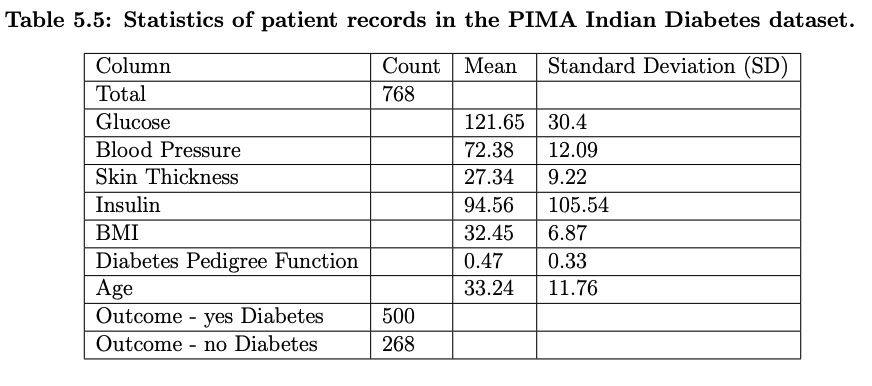 Table 5.5: Statistics of patient records in the PIMA Indian Diabetes dataset.
Column Count Mean Standard Deviation (SD)
Total 768
Glucose 121.65 30.4
Blood Pressure 72.38 12.09
Skin Thickness 27.34 9.22
Insulin 94.56 105.54
BMI 32.45 6.87
Diabetes Pedigree Function 0.47 0.33
Age 33.24 11.76
Outcome - yes Diabetes 500
Outcome - no Diabetes 268